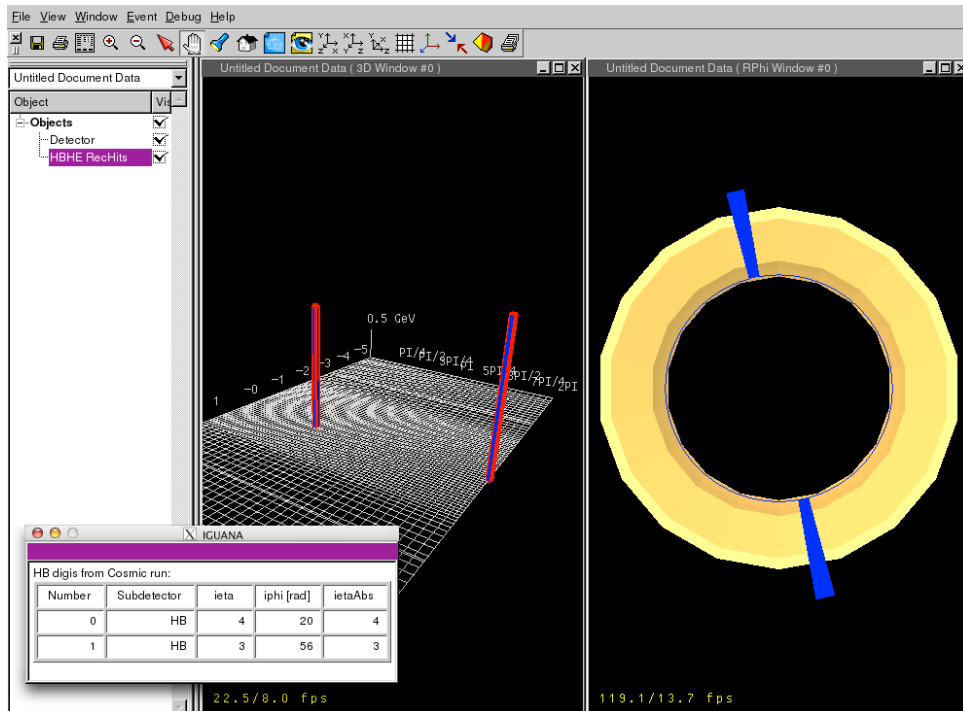 File View Window Event Debug Help
Untitled Document Data
Object Vis
Objects
Detector
HBHE RecHits
Untitled Document Data ( 3D Window #0 )
0.5 GeV
1 -0 -1 -2 -3 -4 -5
PI/4 PI/2 3PI/4 PI 5PI/4 3PI/2 7PI/4 2PI
22.5/8.0 fps
Untitled Document Data ( RPhi Window #0 )
119.1/13.7 fps
X IGUANA
HB digis from Cosmic run:
Number Subdetector ieta iphi [rad] ietaAbs
0 HB 4 20 4
1 HB 3 56 3